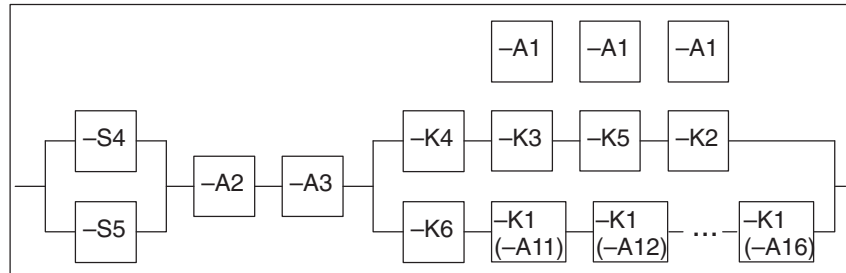 –A1 –A1 –A1
–S4 –K4 –K3 –K5 –K2
–A2 –A3
–S5 –K6 –K1 –K1 ... –K1
(–A11) (–A12) (–A16)